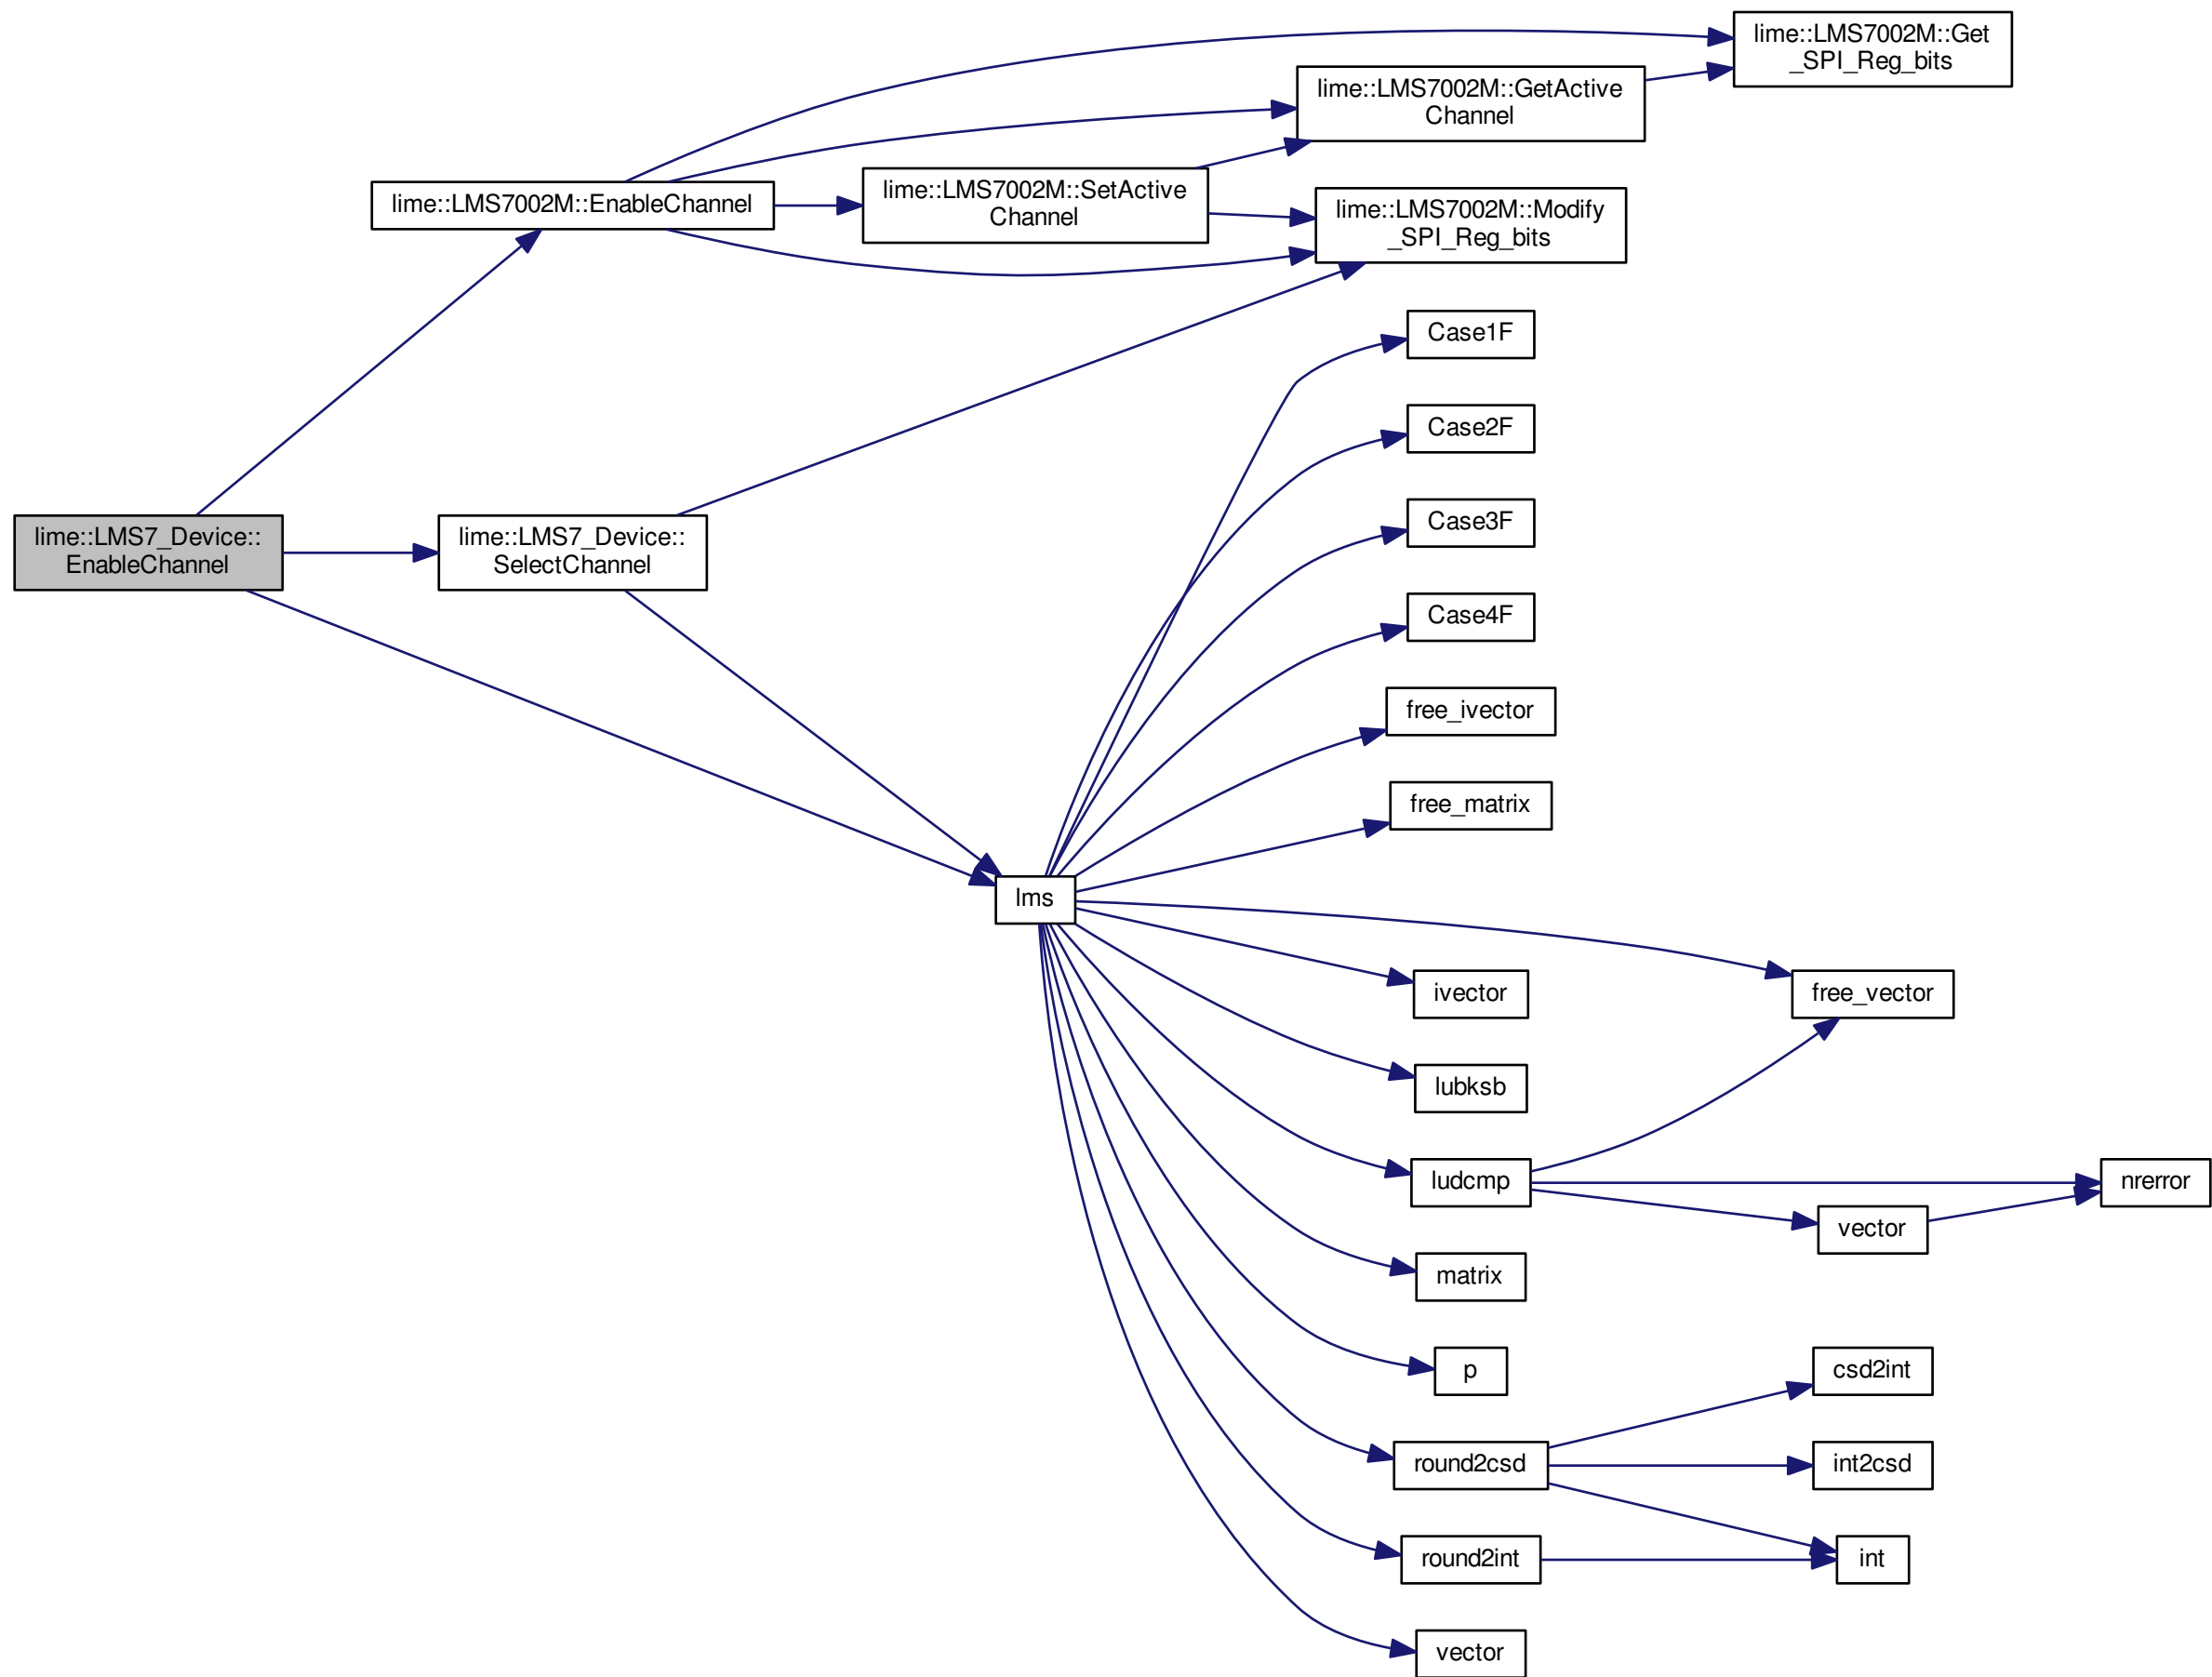 lime::LMS7002M::Get
_SPI_Reg_bits
lime::LMS7002M::GetActive
Channel
lime::LMS7002M::EnableChannel
lime::LMS7002M::SetActive
Channel
lime::LMS7002M::Modify
_SPI_Reg_bits
Case1F
Case2F
Case3F
lime::LMS7_Device::
EnableChannel
lime::LMS7_Device::
SelectChannel
Case4F
free_ivector
free_matrix
lms
ivector
free_vector
lubksb
ludcmp
nrerror
vector
matrix
p
csd2int
round2csd
int2csd
round2int
int
vector